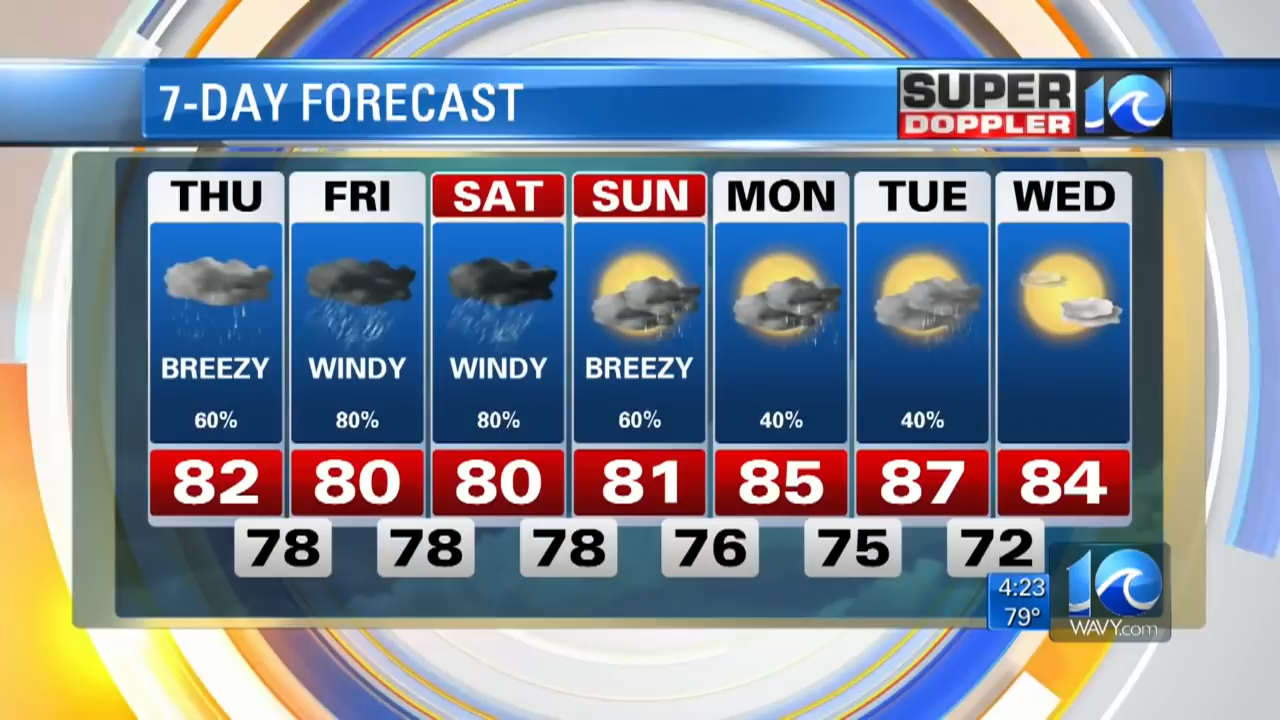 7-DAY FORECAST
SUPER
DOPPLER
10
THU FRI SAT SUN MON TUE WED
BREEZY WINDY WINDY BREEZY
60% 80% 80% 60% 40% 40%
82 80 80 81 85 87 84
78 78 78 76 75 72
4:23
79°
10
WAVY.com